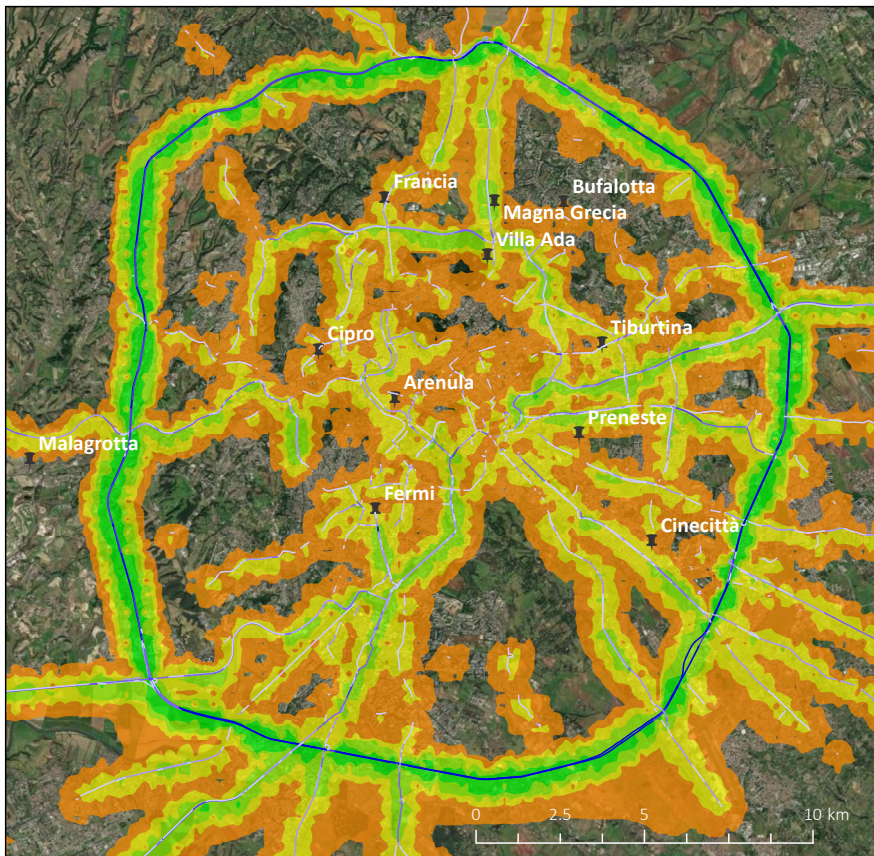 Francia
Bufalotta
Magna Grecia
Villa Ada
Tiburtina
Cipro
Arenula
Preneste
Malagrotta
Fermi
Cinecittà
0 2.5 5 10 km